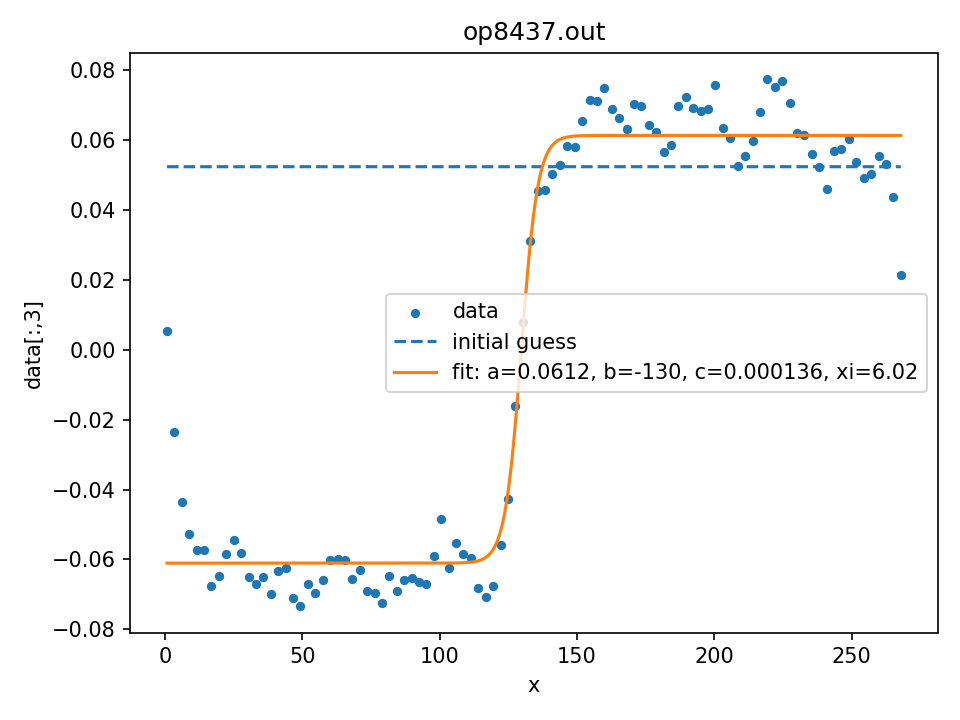 op8437.out
0.08
0.06
0.04
0.02
0.00
−0.02
−0.04
−0.06
−0.08
data[:,3]
data
initial guess
fit: a=0.0612, b=-130, c=0.000136, xi=6.02
0 50 100 150 200 250
x